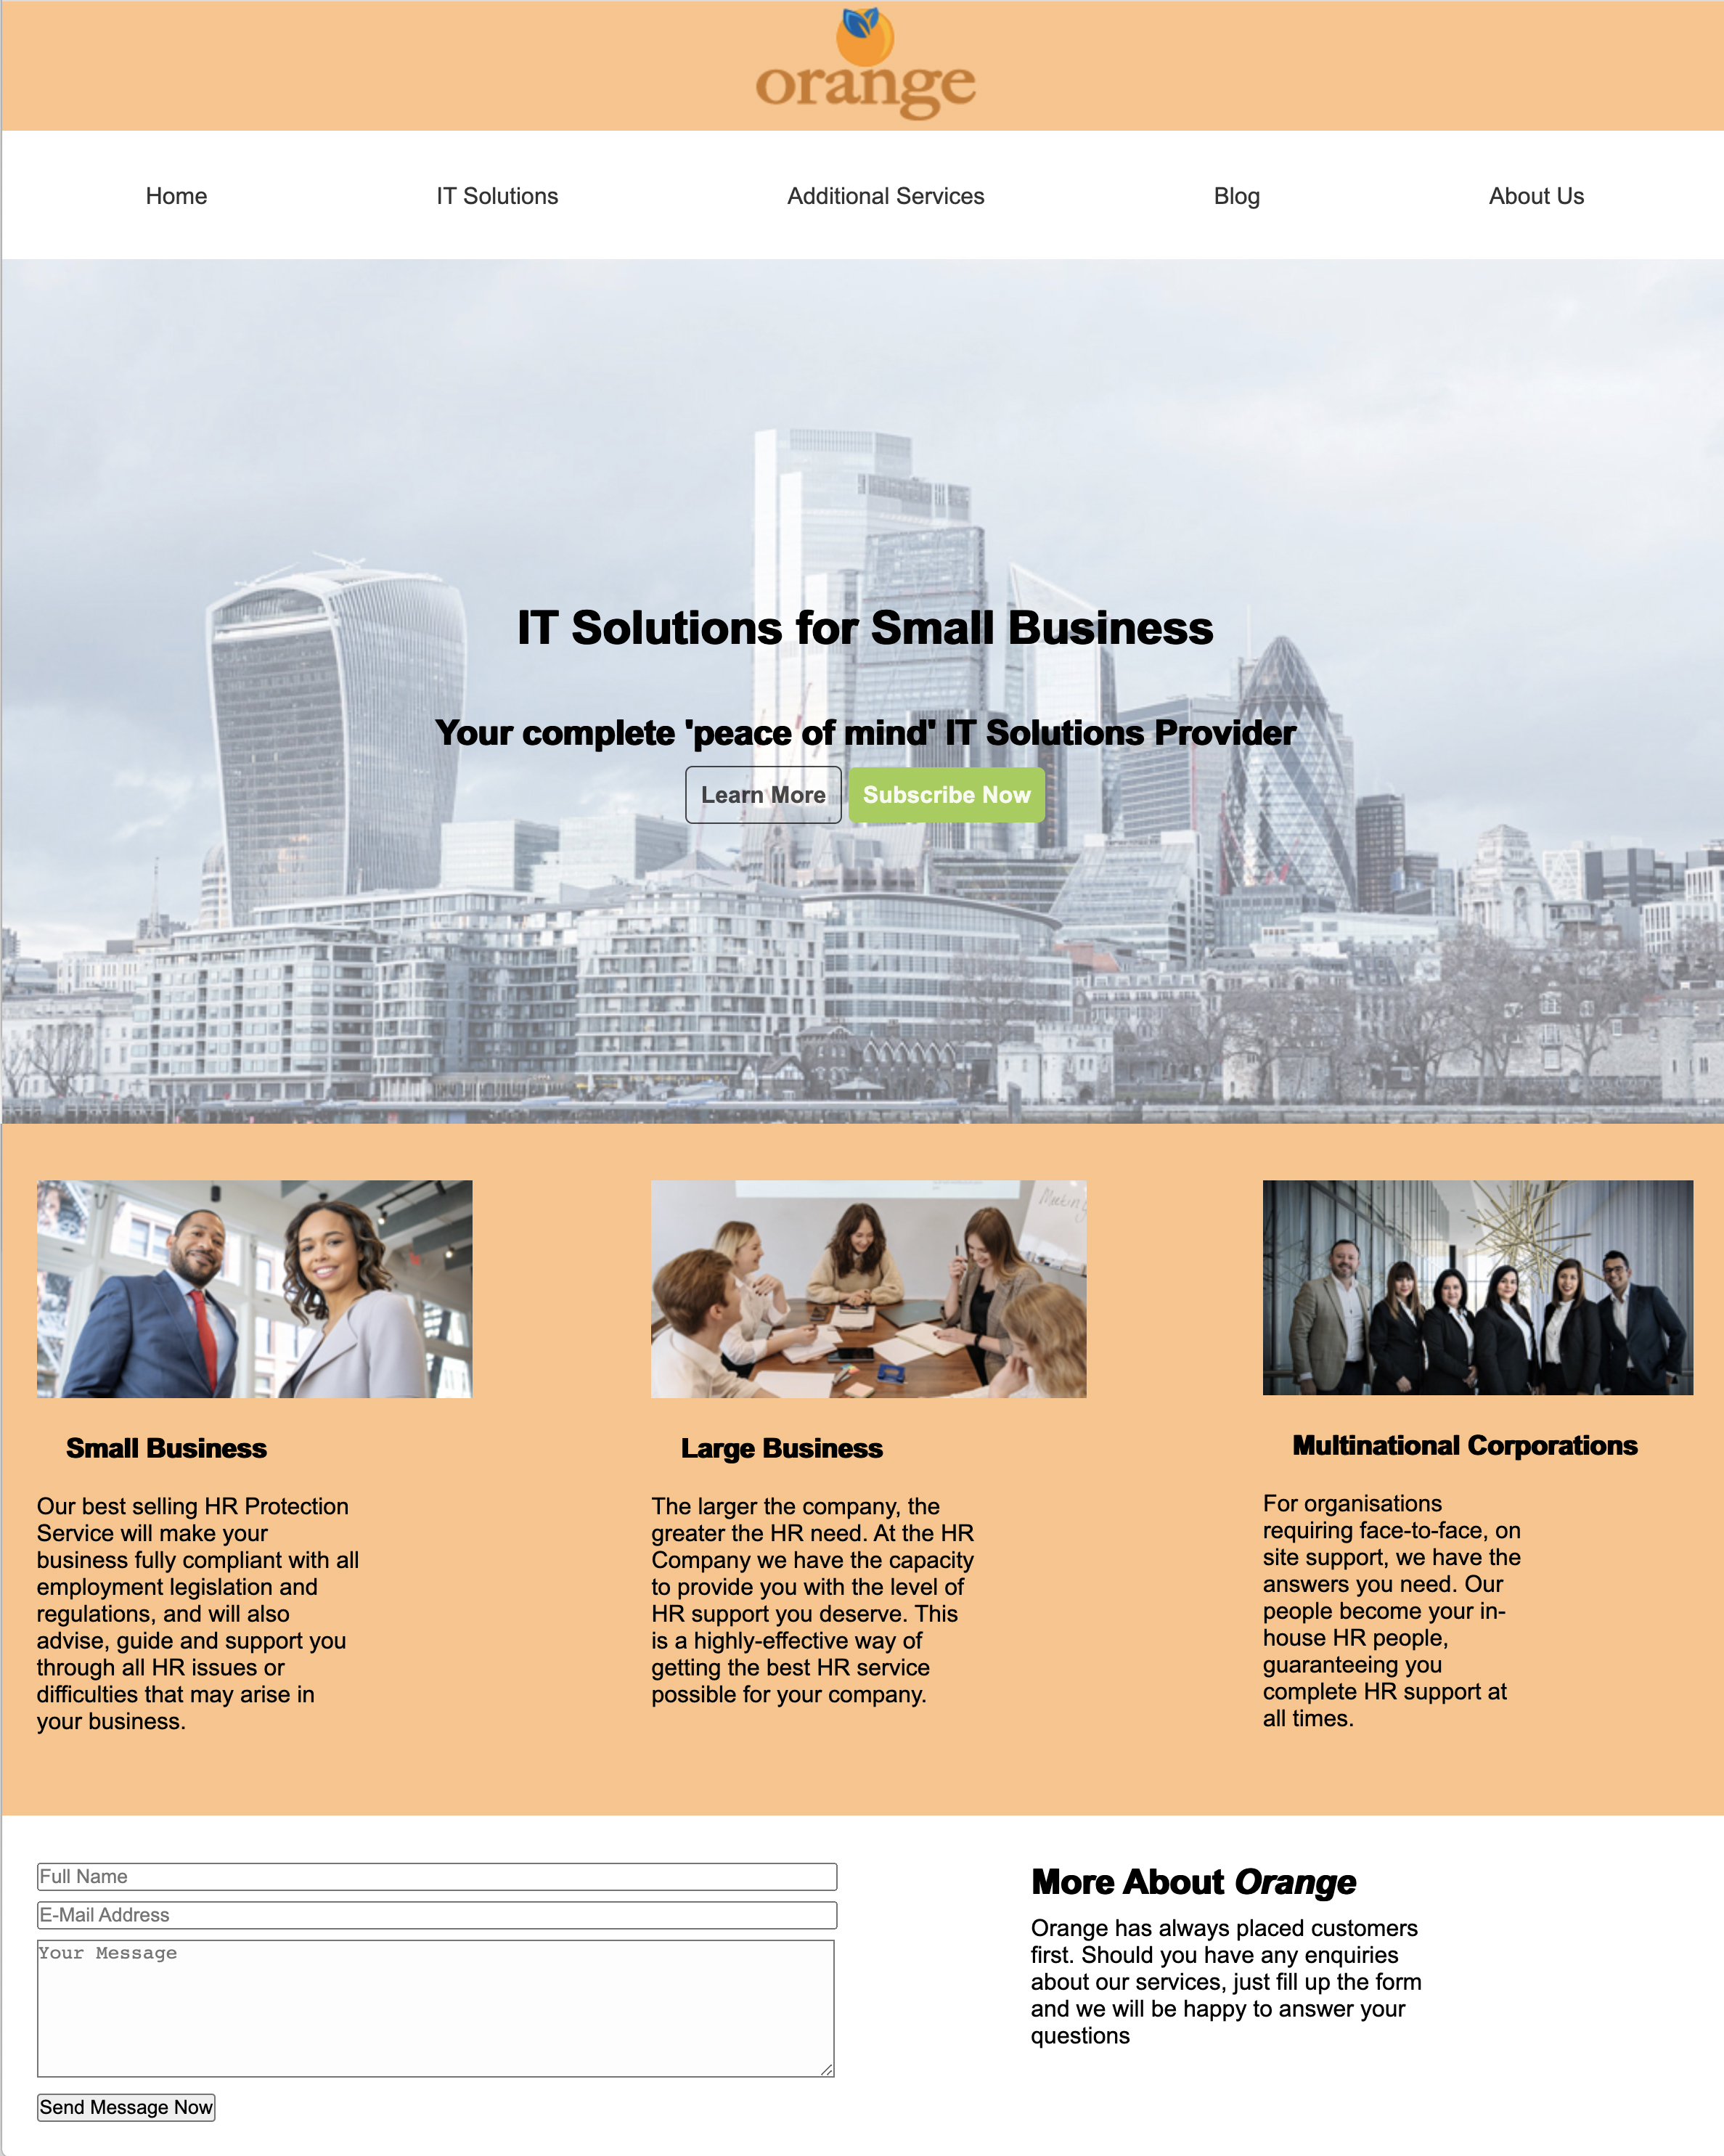 orange
Home IT Solutions Additional Services Blog About Us
IT Solutions for Small Business
Your complete 'peace of mind' IT Solutions Provider
Learn More Subscribe Now
Meeting
Small Business
Our best selling HR Protection
Service will make your
business fully compliant with all
employment legislation and
regulations, and will also
advise, guide and support you
through all HR issues or
difficulties that may arise in
your business.
Large Business
The larger the company, the
greater the HR need. At the HR
Company we have the capacity
to provide you with the level of
HR support you deserve. This
is a highly-effective way of
getting the best HR service
possible for your company.
Multinational Corporations
For organisations
requiring face-to-face, on
site support, we have the
answers you need. Our
people become your in-
house HR people,
guaranteeing you
complete HR support at
all times.
Full Name
E-Mail Address
Your Message
Send Message Now
More About Orange
Orange has always placed customers
first. Should you have any enquiries
about our services, just fill up the form
and we will be happy to answer your
questions